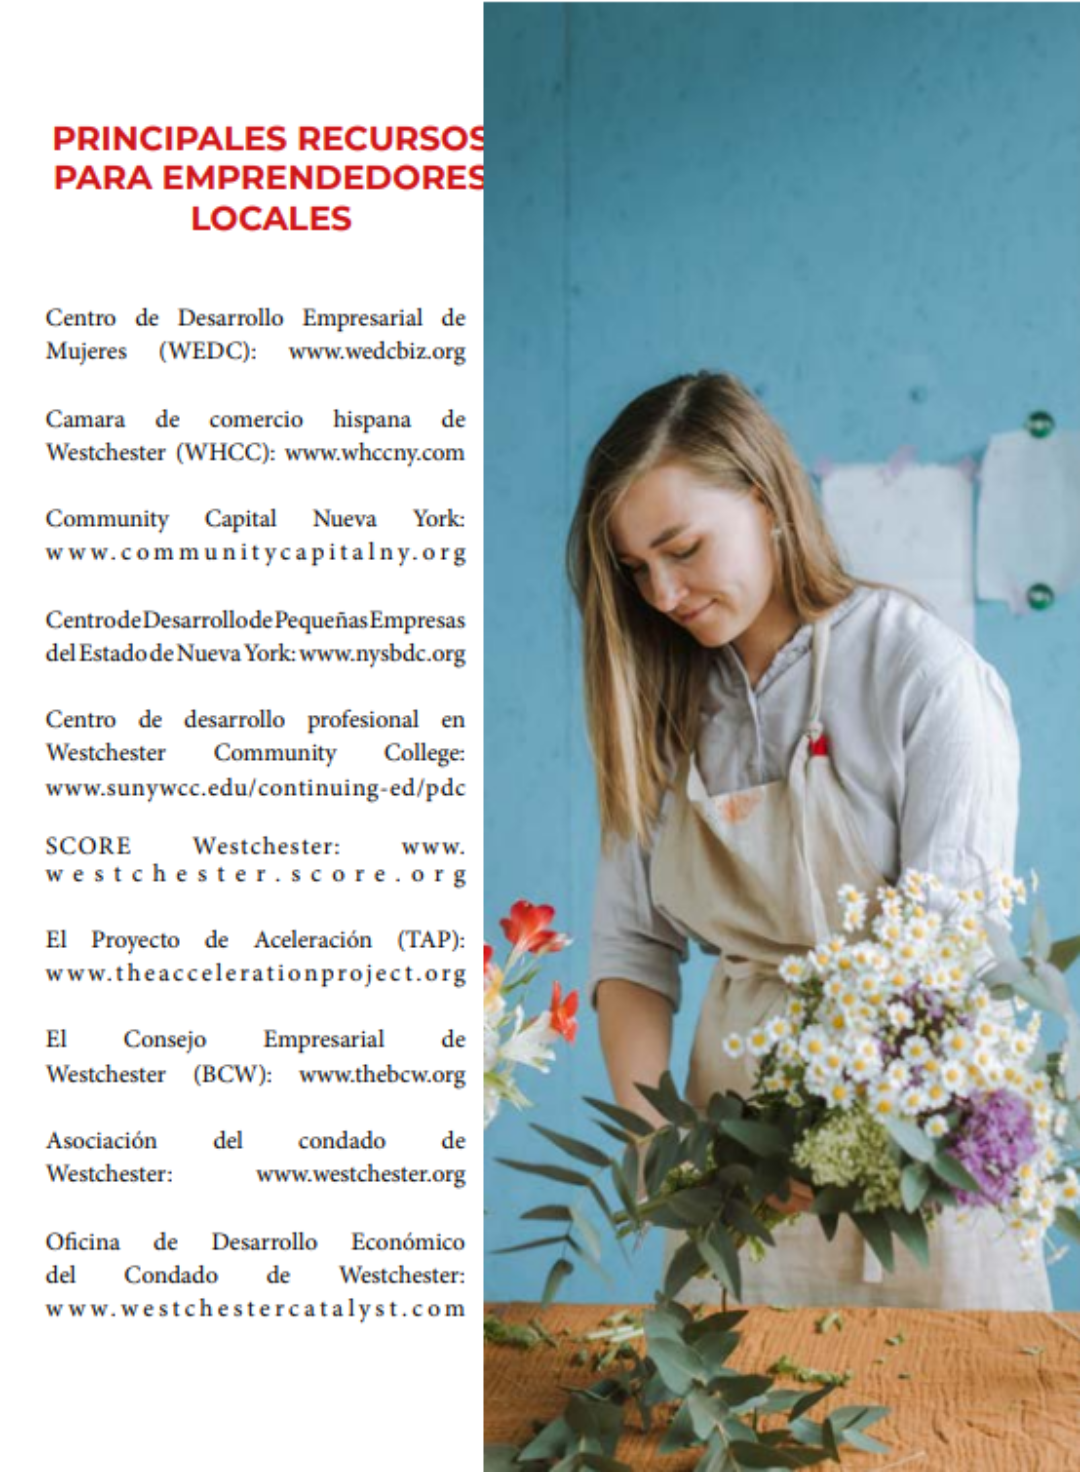 PRINCIPALES RECURSOS
PARA EMPRENDEDORES
LOCALES
Centro de Desarrollo Empresarial de
Mujeres (WEDC): www.wedcbiz.org
Camara de comercio hispana de
Westchester (WHCC): www.whccny.com
Community Capital Nueva York:
www.communitycapitalny.org
Centro de Desarrollo de Pequeñas Empresas
del Estado de Nueva York: www.nysbdc.org
Centro de desarrollo profesional en
Westchester Community College:
www.sunywcc.edu/continuing-ed/pdc
SCORE Westchester: www.
westchester.score.org
El Proyecto de Aceleración (TAP):
www.theaccelerationproject.org
El Consejo Empresarial de
Westchester (BCW): www.thebcw.org
Asociación del condado de
Westchester: www.westchester.org
Oficina de Desarrollo Económico
del Condado de Westchester:
www.westchestercatalyst.com